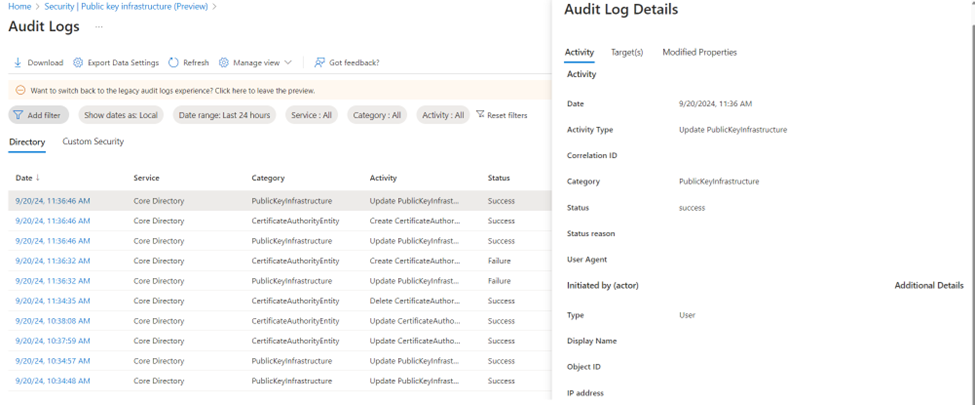 Home > Security | Public key infrastructure (Preview) >
Audit Logs ...
Download Export Data Settings Refresh Manage view Got feedback?
Want to switch back to the legacy audit logs experience? Click here to leave the preview.
Add filter Show dates as: Local Date range: Last 24 hours Service : All Category : All Activity : All Reset filters
Directory Custom Security
Date ↓ Service Category Activity Status
9/20/24, 11:36:46 AM Core Directory PublicKeyInfrastructure Update PublicKeyInfrast... Success
9/20/24, 11:36:46 AM Core Directory CertificateAuthorityEntity Create CertificateAuthor... Success
9/20/24, 11:36:46 AM Core Directory PublicKeyInfrastructure Update PublicKeyInfrast... Success
9/20/24, 11:36:32 AM Core Directory CertificateAuthorityEntity Create CertificateAuthor... Failure
9/20/24, 11:36:32 AM Core Directory PublicKeyInfrastructure Update PublicKeyInfrast... Failure
9/20/24, 11:34:35 AM Core Directory CertificateAuthorityEntity Delete CertificateAuthor... Success
9/20/24, 10:38:08 AM Core Directory CertificateAuthorityEntity Update CertificateAutho... Success
9/20/24, 10:37:59 AM Core Directory CertificateAuthorityEntity Update CertificateAutho... Success
9/20/24, 10:34:57 AM Core Directory PublicKeyInfrastructure Update PublicKeyInfrast... Success
9/20/24, 10:34:48 AM Core Directory PublicKeyInfrastructure Update PublicKeyInfrast... Success
Audit Log Details
Activity Target(s) Modified Properties
Activity
Date 9/20/2024, 11:36 AM
Activity Type Update PublicKeyInfrastructure
Correlation ID
Category PublicKeyInfrastructure
Status success
Status reason
User Agent
Initiated by (actor) Additional Details
Type User
Display Name
Object ID
IP address